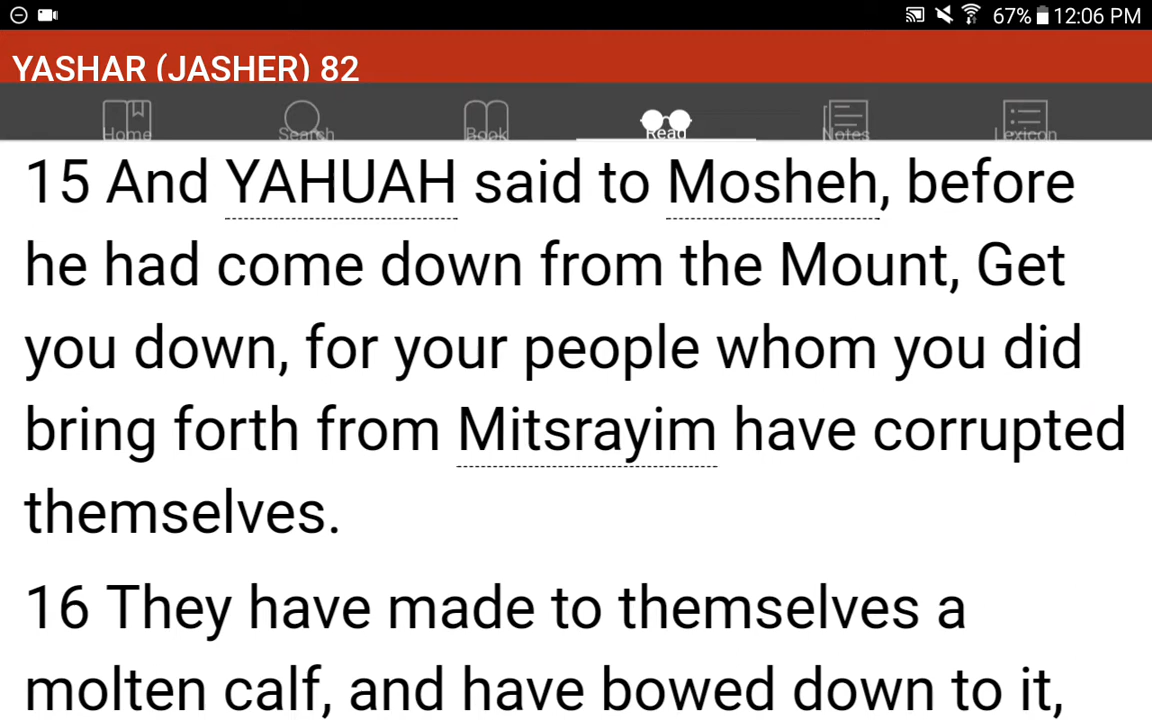 67% 12:06 PM
YASHAR (JASHER) 82
Home Search Book Read Notes Lexicon
15 And YAHUAH said to Mosheh, before
he had come down from the Mount, Get
you down, for your people whom you did
bring forth from Mitsrayim have corrupted
themselves.
16 They have made to themselves a
molten calf, and have bowed down to it,